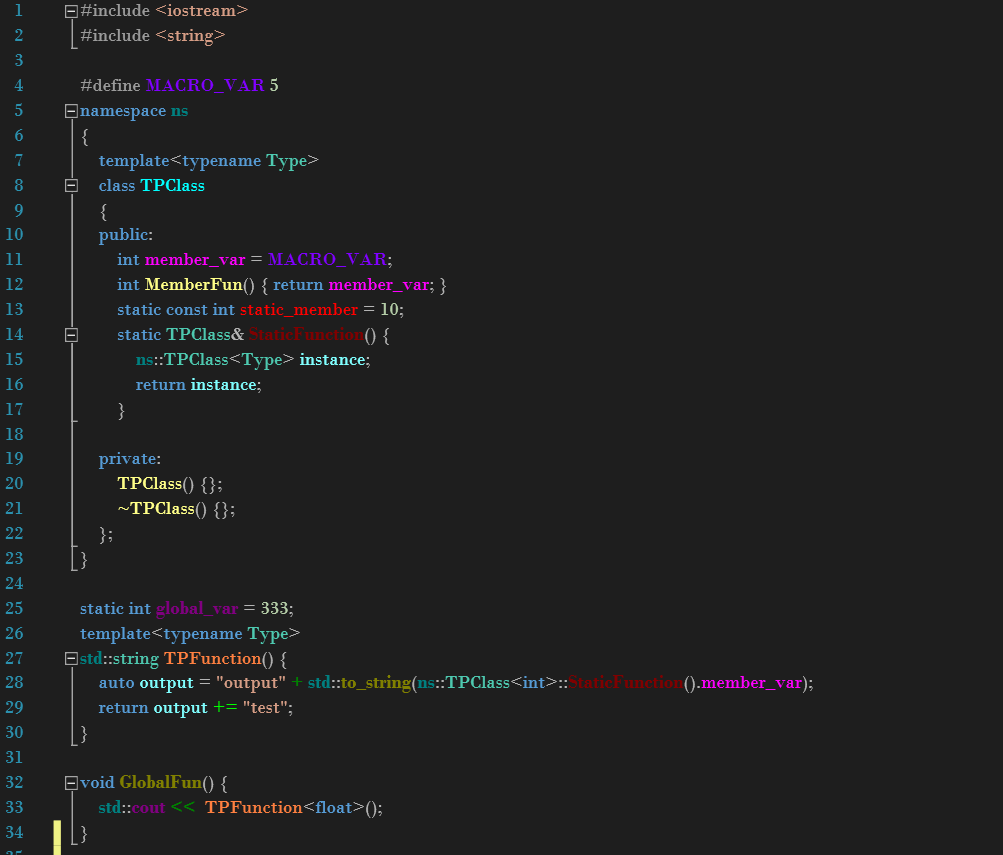 1 #include <iostream>
2 #include <string>
3
4 #define MACRO_VAR 5
5 namespace ns
6 {
7 template<typename Type>
8 class TPClass
9 {
10 public:
11 int member_var = MACRO_VAR;
12 int MemberFun() { return member_var; }
13 static const int static_member = 10;
14 static TPClass& StaticFunction() {
15 ns::TPClass<Type> instance;
16 return instance;
17 }
18
19 private:
20 TPClass() {};
21 ~TPClass() {};
22 };
23 }
24
25 static int global_var = 333;
26 template<typename Type>
27 std::string TPFunction() {
28 auto output = "output" + std::to_string(ns::TPClass<int>::StaticFunction().member_var);
29 return output += "test";
30 }
31
32 void GlobalFun() {
33 std::cout << TPFunction<float>();
34 }